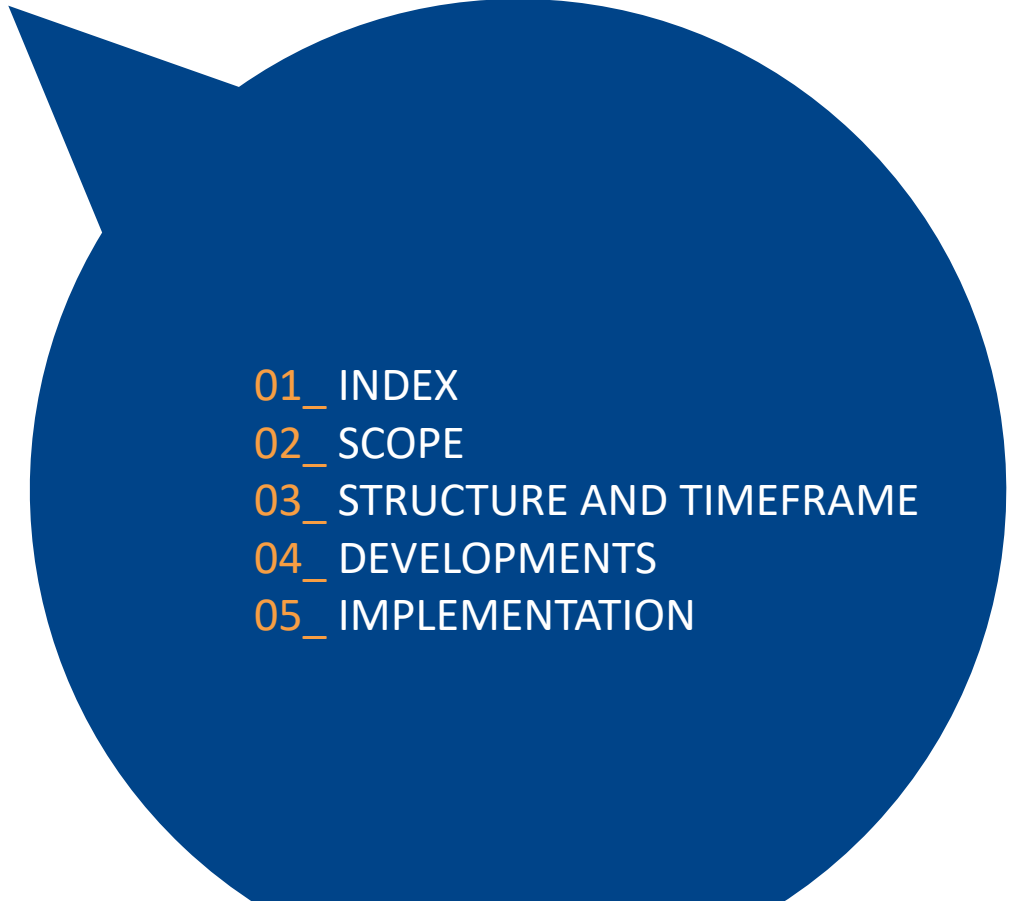 01_ INDEX
02_ SCOPE
03_ STRUCTURE AND TIMEFRAME
04_ DEVELOPMENTS
05_ IMPLEMENTATION